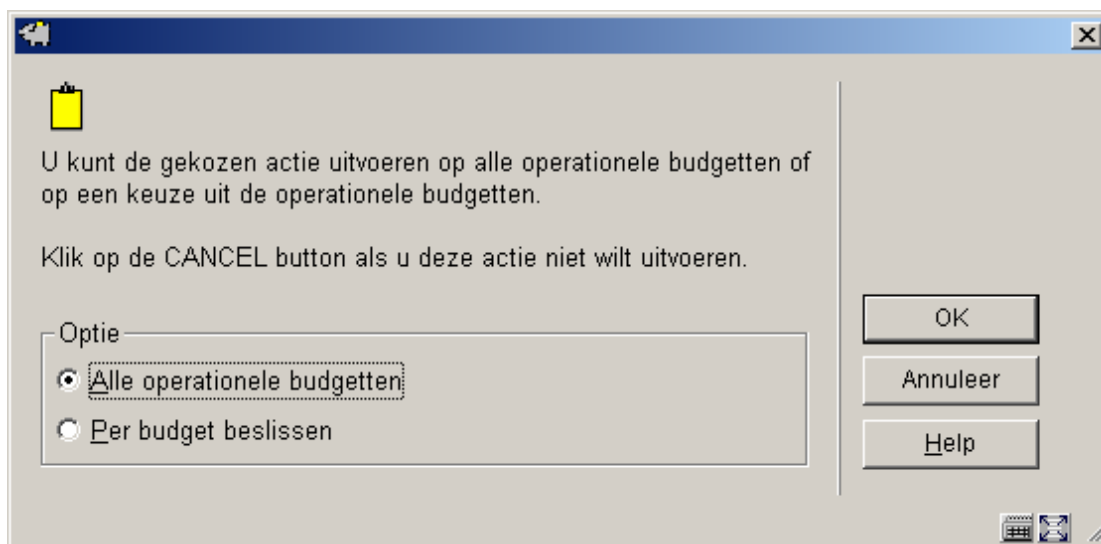 U kunt de gekozen actie uitvoeren op alle operationele budgetten of
op een keuze uit de operationele budgetten.
Klik op de CANCEL button als u deze actie niet wilt uitvoeren.
Optie
Alle operationele budgetten
Per budget beslissen
OK
Annuleer
Help